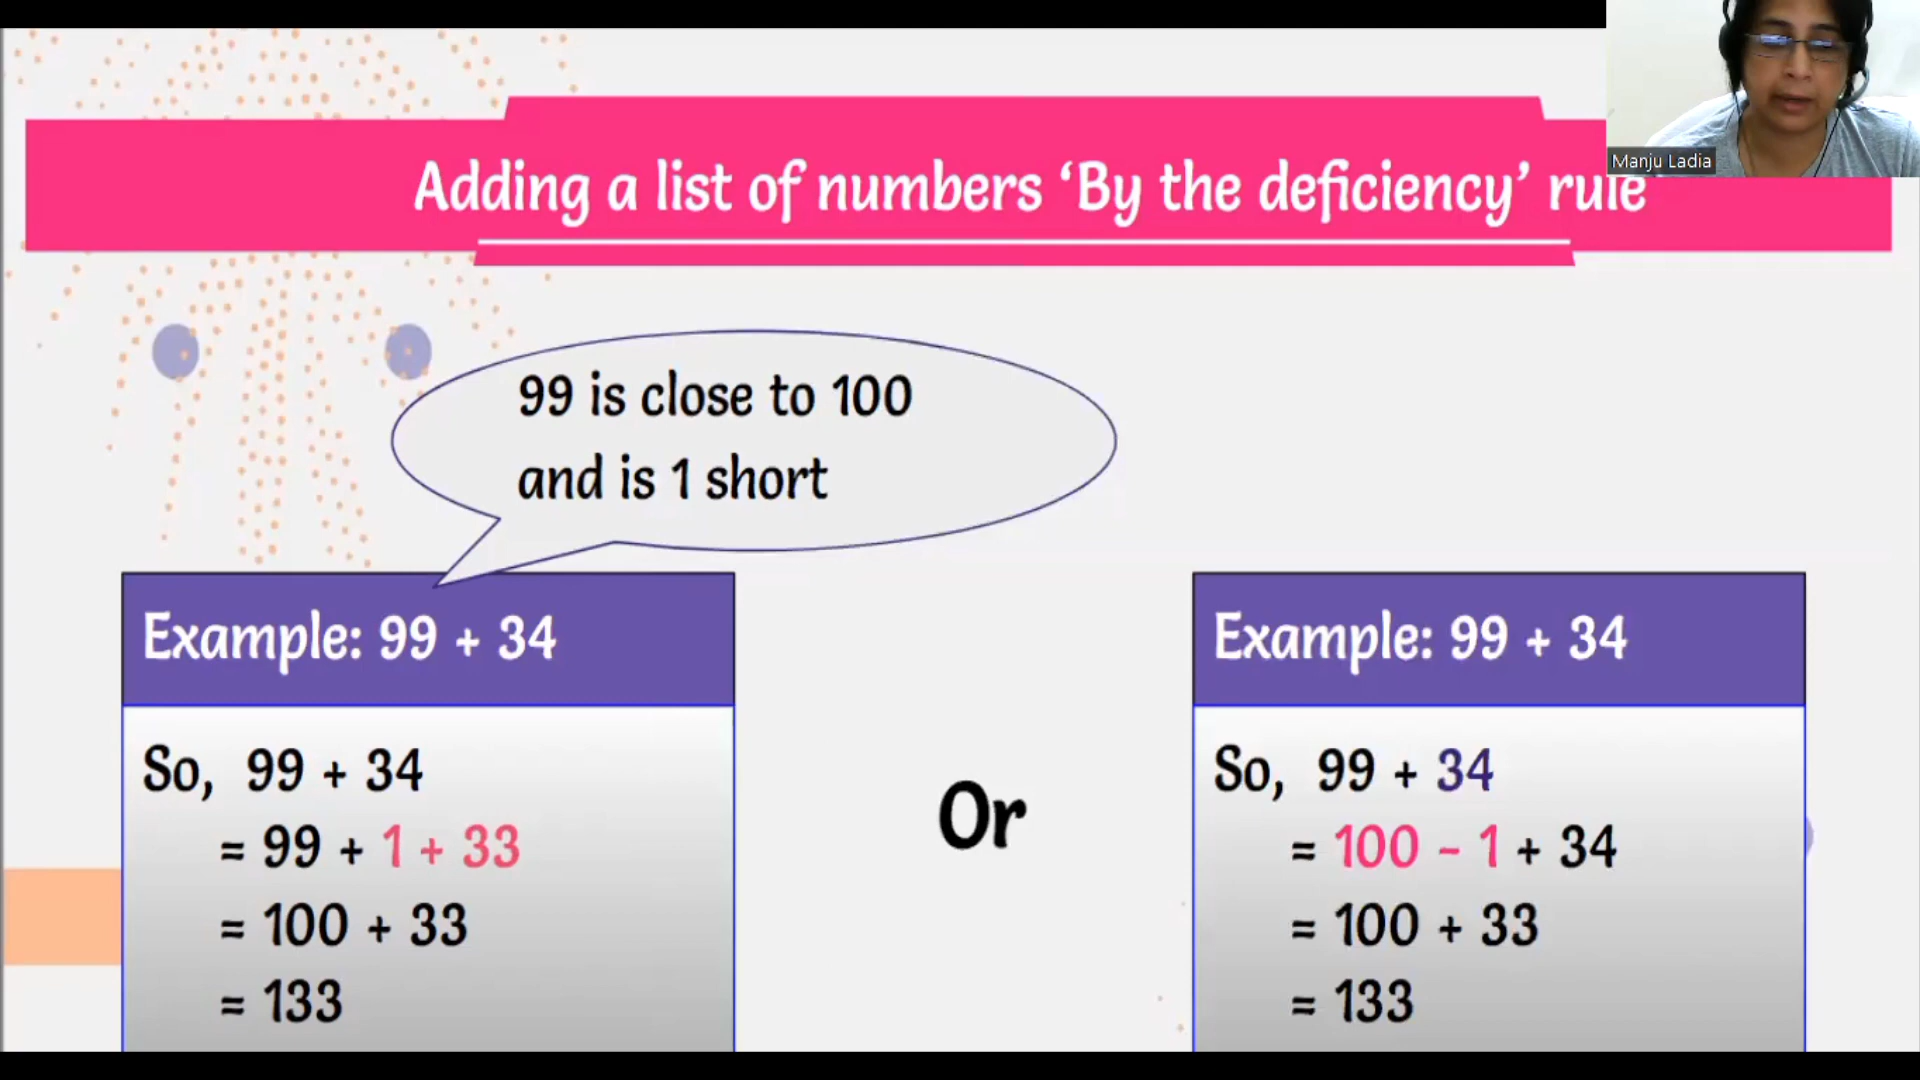 Manju Ladia
Adding a list of numbers ‘By the deficiency’ rule
99 is close to 100
and is 1 short
Example: 99 + 34
So, 99 + 34
= 99 + 1 + 33
= 100 + 33
= 133
Or
Example: 99 + 34
So, 99 + 34
= 100 - 1 + 34
= 100 + 33
= 133